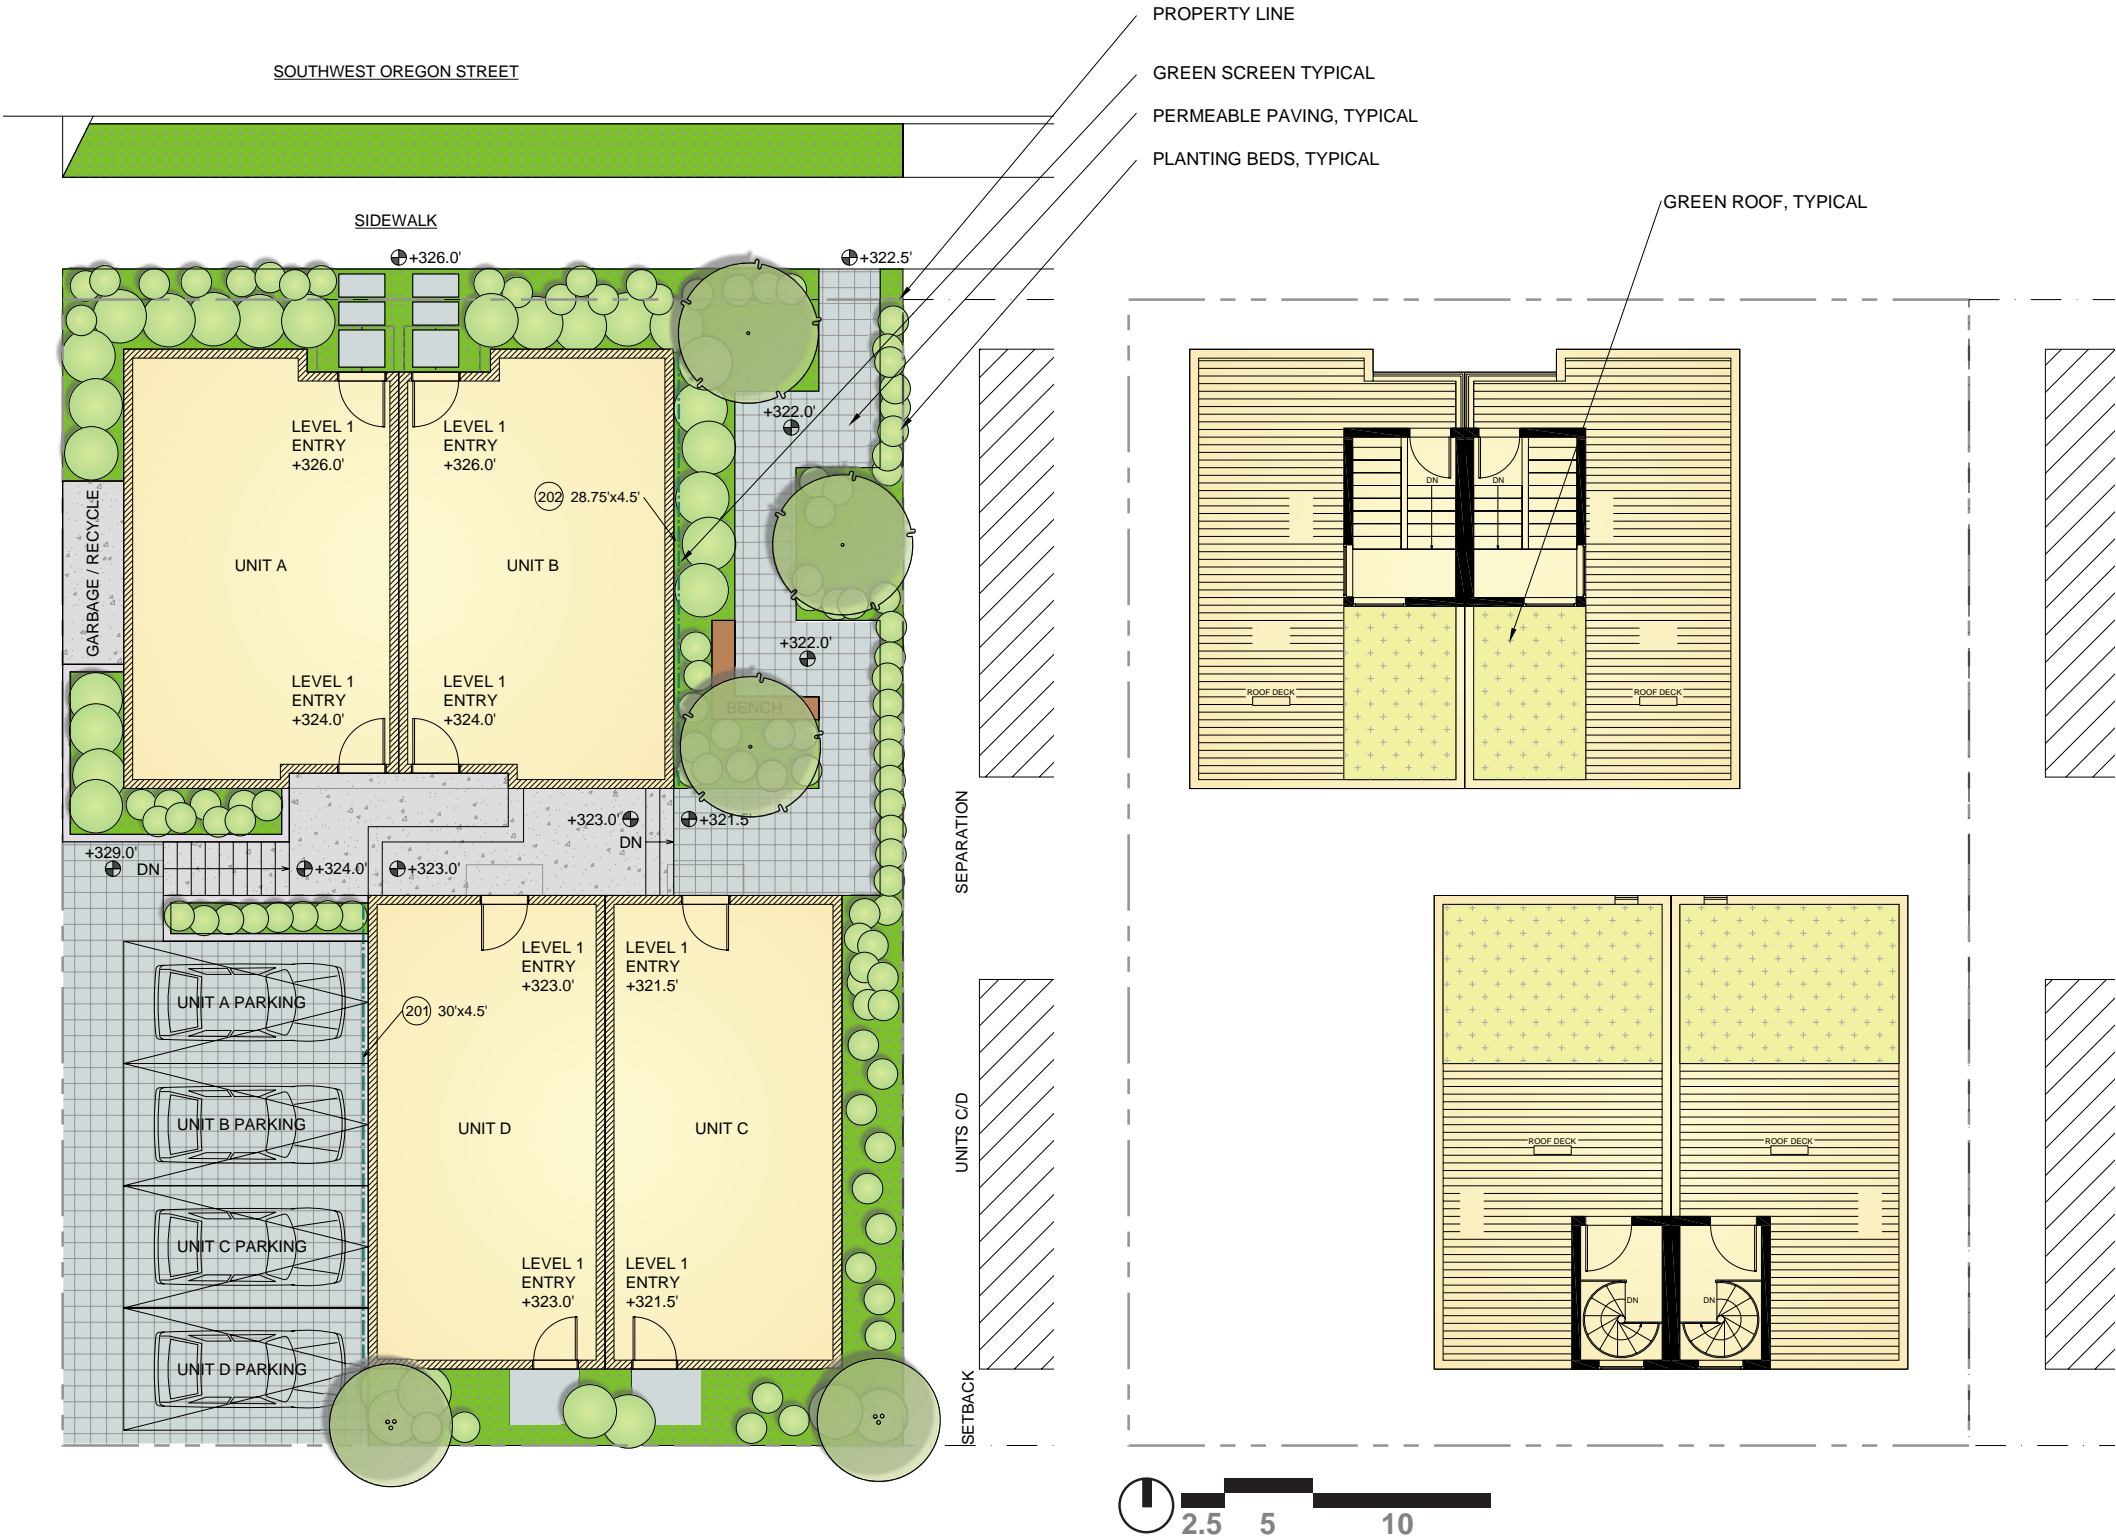 PROPERTY LINE
SOUTHWEST OREGON STREET
GREEN SCREEN TYPICAL
PERMEABLE PAVING, TYPICAL
PLANTING BEDS, TYPICAL
GREEN ROOF, TYPICAL
SIDEWALK
+326.0'
+322.5'
+322.0'
LEVEL 1
ENTRY
+326.0'
LEVEL 1
ENTRY
+326.0'
202 28.75'x4.5'
GARBAGE / RECYCLE
UNIT A
UNIT B
+322.0'
LEVEL 1
ENTRY
+324.0'
LEVEL 1
ENTRY
+324.0'
BENCH
+323.0'
DN
+321.5'
+329.0'
DN
+324.0'
+323.0'
SEPARATION
LEVEL 1
ENTRY
+323.0'
LEVEL 1
ENTRY
+321.5'
UNIT A PARKING
201 30'x4.5'
UNIT B PARKING
UNIT D
UNIT C
UNITS C/D
UNIT C PARKING
LEVEL 1
ENTRY
+323.0'
LEVEL 1
ENTRY
+321.5'
UNIT D PARKING
SETBACK
DN
DN
ROOF DECK
ROOF DECK
ROOF DECK
ROOF DECK
DN
DN
2.5 5 10